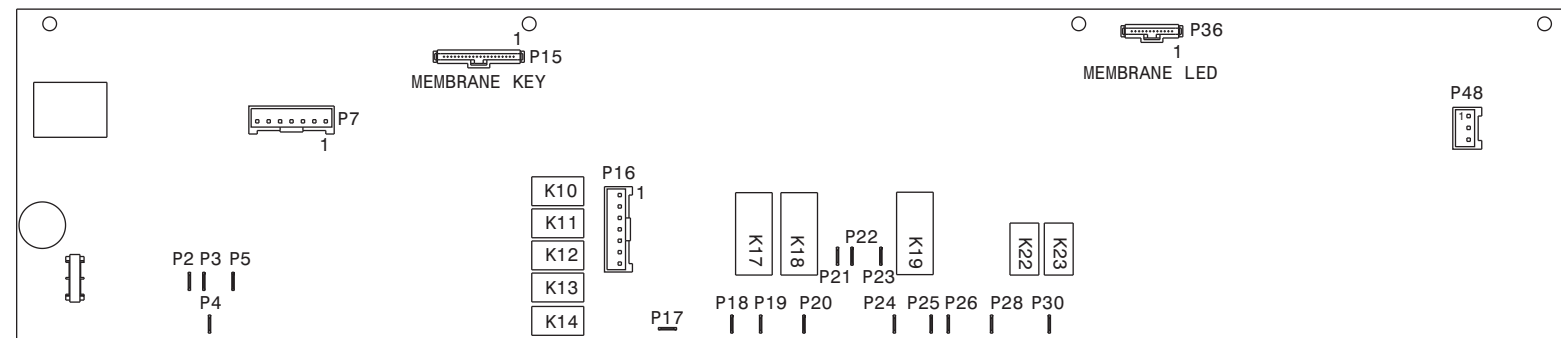 1
P15
MEMBRANE KEY
P36
1
MEMBRANE LED
P48
1
P7
1
K10
K11
K12
K13
K14
P16
1
K17
K18
P22
P21
P23
K19
K22
K23
P2 P3 P5
P4
P17
P18 P19 P20 P24 P25 P26 P28 P30